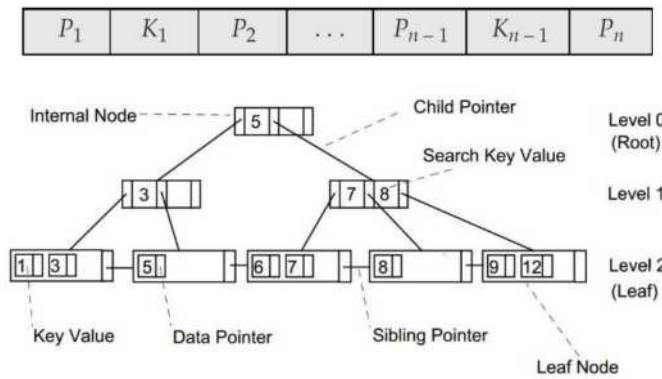 P1 K1 P2 ... Pn−1 Kn−1 Pn
Internal Node
Child Pointer
5
Level 0
(Root)
Search Key Value
3
7 8
Level 1
1 3 5 6 7 8 9 12
Level 2
(Leaf)
Key Value
Data Pointer
Sibling Pointer
Leaf Node